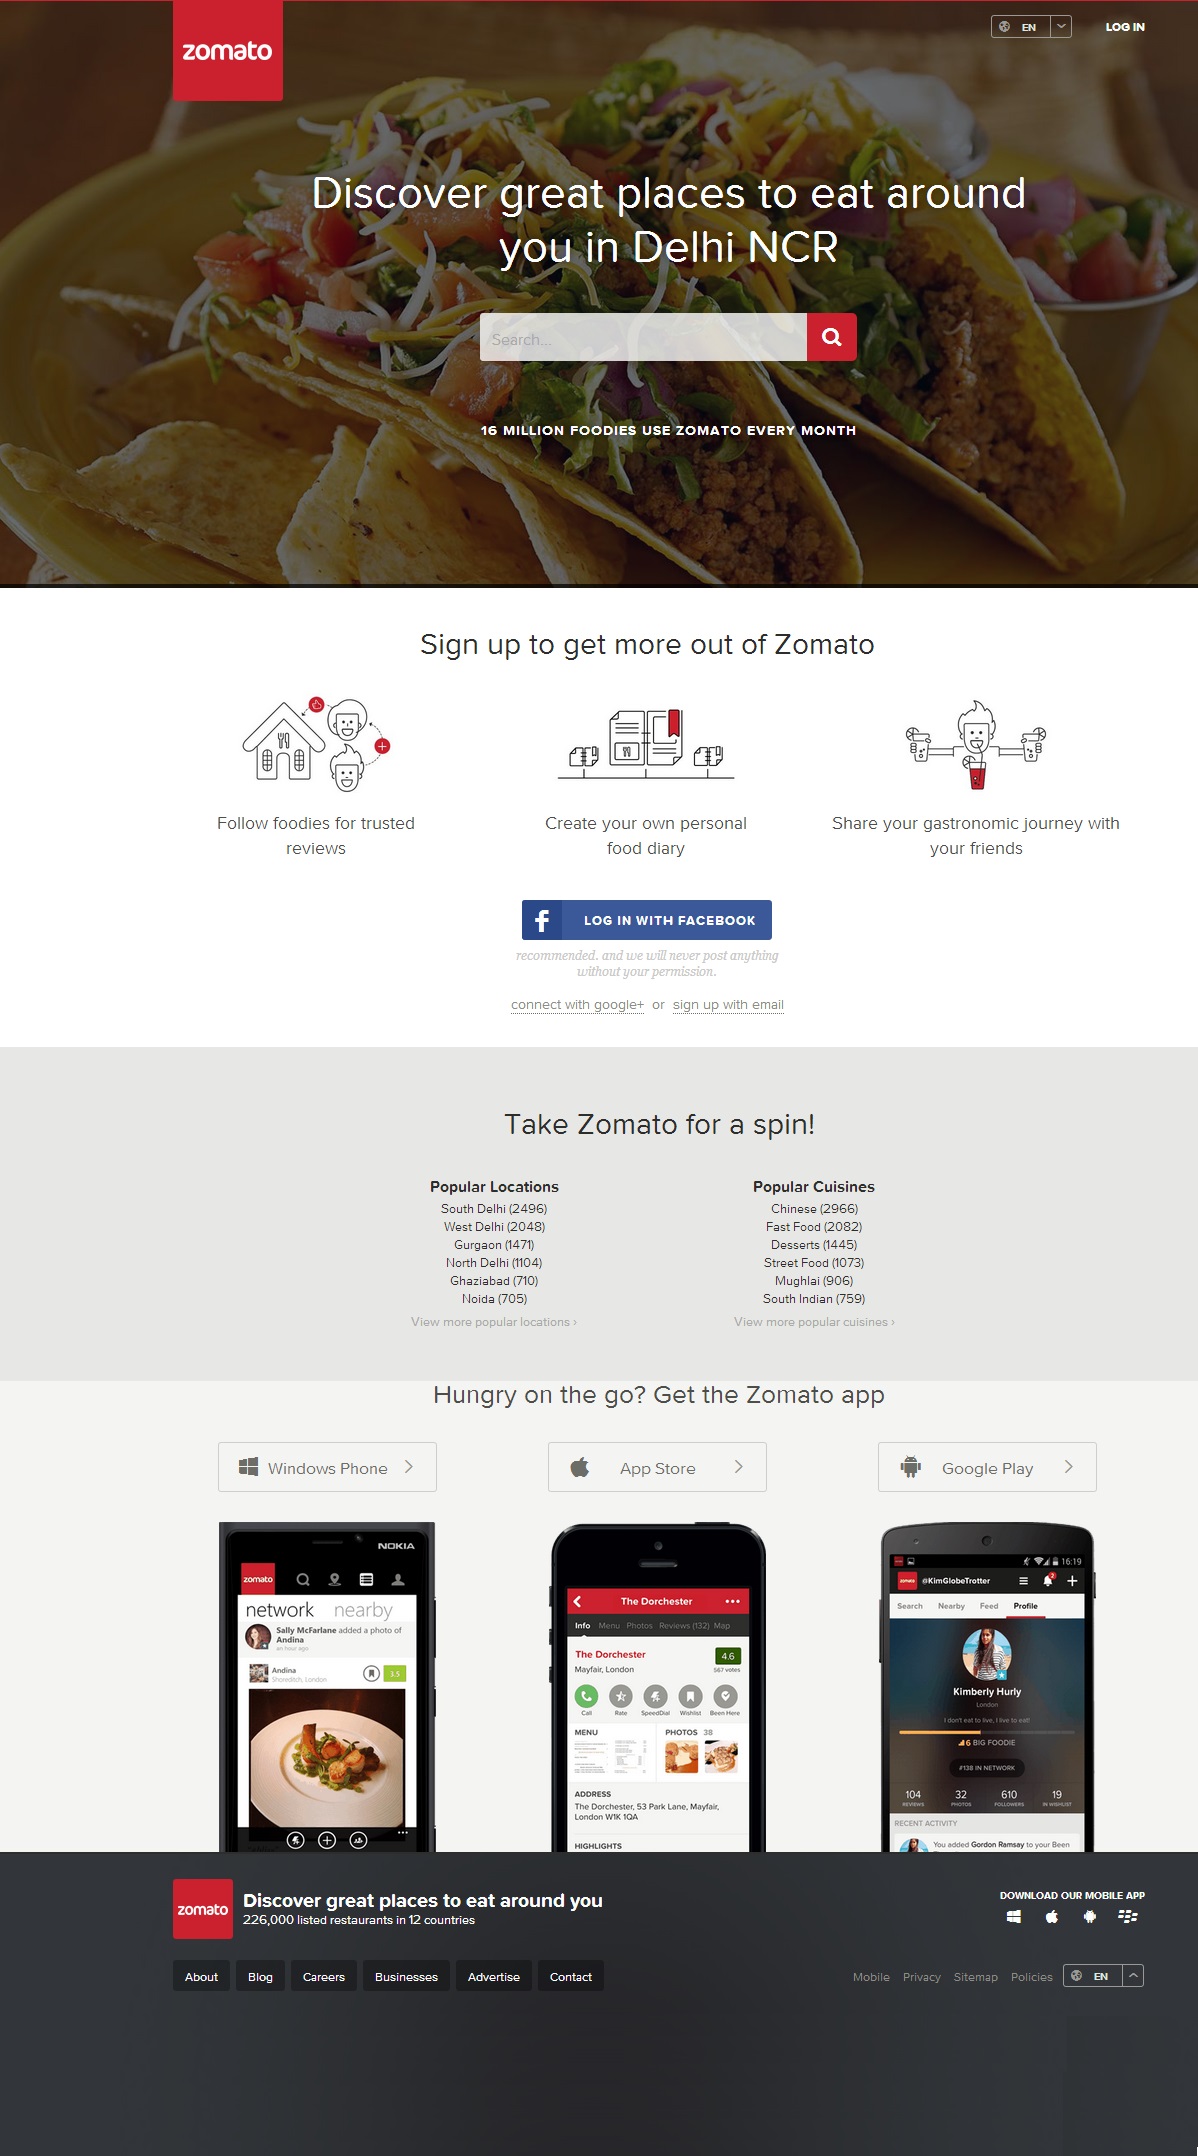 zomato
EN
LOG IN
Discover great places to eat around
you in Delhi NCR
Search...
16 MILLION FOODIES USE ZOMATO EVERY MONTH
Sign up to get more out of Zomato
Follow foodies for trusted
reviews
Create your own personal
food diary
Share your gastronomic journey with
your friends
f LOG IN WITH FACEBOOK
recommended. and we will never post anything
without your permission.
connect with google+ or sign up with email
Take Zomato for a spin!
Popular Locations
South Delhi (2496)
West Delhi (2048)
Gurgaon (1471)
North Delhi (1104)
Ghaziabad (710)
Noida (705)
View more popular locations ›
Popular Cuisines
Chinese (2966)
Fast Food (2082)
Desserts (1445)
Street Food (1073)
Mughlai (906)
South Indian (759)
View more popular cuisines ›
Hungry on the go? Get the Zomato app
Windows Phone
App Store
Google Play
NOKIA
zomato
network nearby
Sally McFarlane added a photo of
Andina
an hour ago
Andina
Shoreditch, London
3.5
The Dorchester
Info Menu Photos Reviews (132) Map
The Dorchester
4.6
Mayfair, London
567 votes
Call Rate SpeedDial Wishlist Been Here
MENU
PHOTOS 38
ADDRESS
The Dorchester, 53 Park Lane, Mayfair,
London W1K 1QA
HIGHLIGHTS
16:19
zomato @KimGlobeTrotter 2
Search Nearby Feed Profile
Kimberly Hurly
London
I don't eat to live, I live to eat!
6 BIG FOODIE
#138 IN NETWORK
104 32 610 19
REVIEWS PHOTOS FOLLOWERS IN WISHLIST
RECENT ACTIVITY
You added Gordon Ramsay to your Been
zomato
Discover great places to eat around you
226,000 listed restaurants in 12 countries
DOWNLOAD OUR MOBILE APP
About Blog Careers Businesses Advertise Contact
Mobile Privacy Sitemap Policies EN